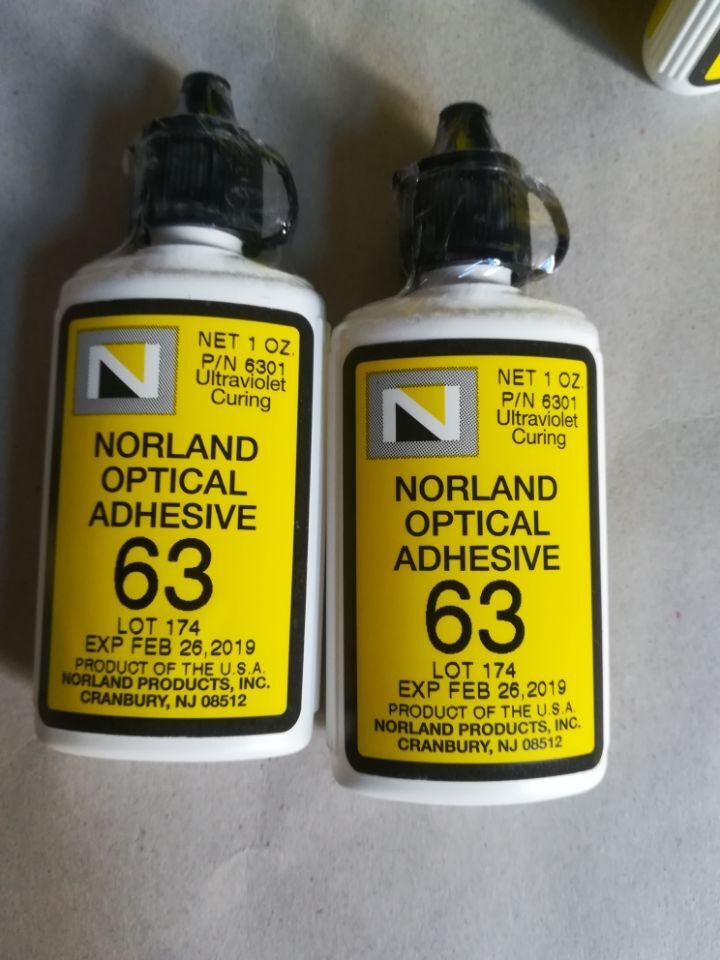 N
NET 1 OZ.
P/N 6301
Ultraviolet
Curing
NORLAND
OPTICAL
ADHESIVE
63
LOT 174
EXP FEB 26,2019
PRODUCT OF THE U.S.A.
NORLAND PRODUCTS, INC.
CRANBURY, NJ 08512
N
NET 1 OZ.
P/N 6301
Ultraviolet
Curing
NORLAND
OPTICAL
ADHESIVE
63
LOT 174
EXP FEB 26,2019
PRODUCT OF THE U.S.A.
NORLAND PRODUCTS, INC.
CRANBURY, NJ 08512